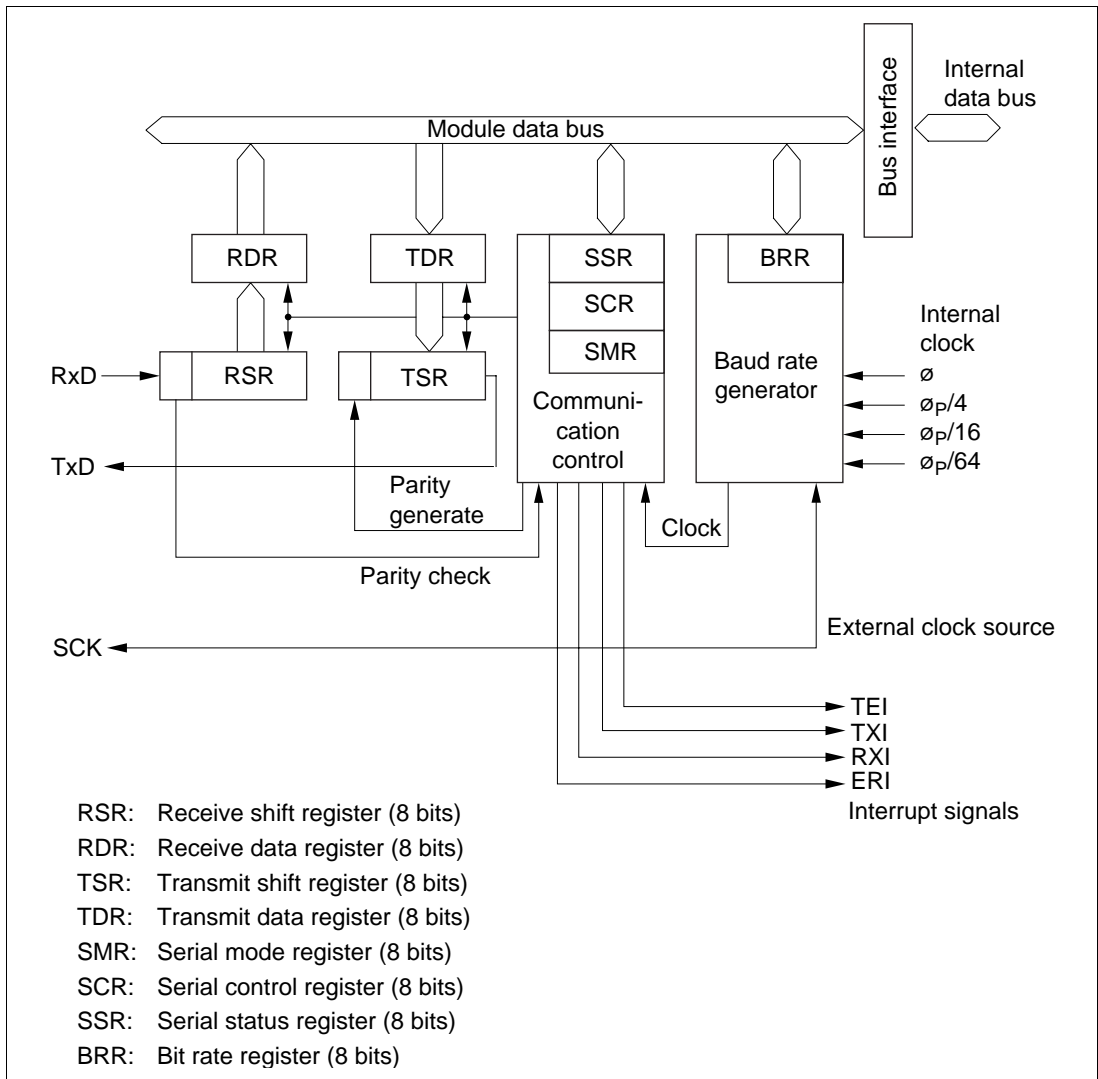 Internal
data bus
Bus interface
Module data bus
RDR
TDR
SSR
BRR
SCR
SMR
Internal
clock
RxD
RSR
TSR
Baud rate
generator
ø
øP/4
Communi-
cation
control
øP/16
TxD
øP/64
Parity
generate
Clock
Parity check
External clock source
SCK
TEI
TXI
RXI
ERI
Interrupt signals
RSR: Receive shift register (8 bits)
RDR: Receive data register (8 bits)
TSR: Transmit shift register (8 bits)
TDR: Transmit data register (8 bits)
SMR: Serial mode register (8 bits)
SCR: Serial control register (8 bits)
SSR: Serial status register (8 bits)
BRR: Bit rate register (8 bits)